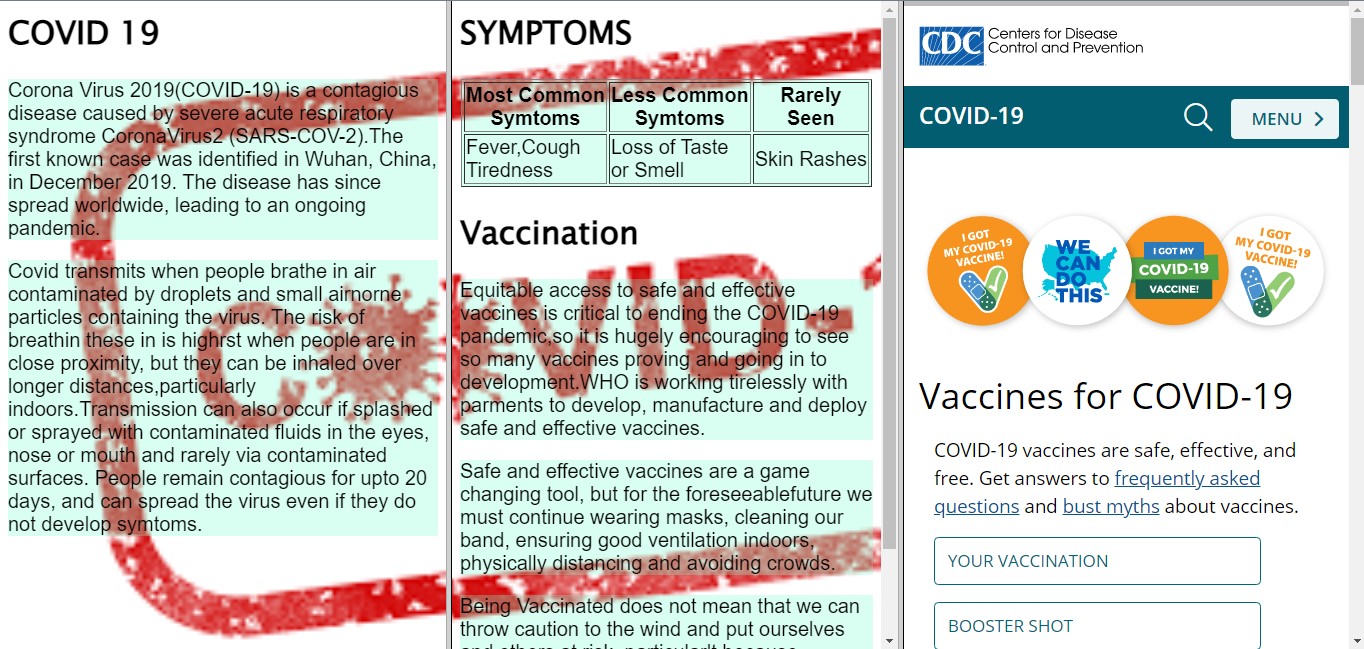 COVID 19
Corona Virus 2019(COVID-19) is a contagious
disease caused by severe acute respiratory
syndrome CoronaVirus2 (SARS-COV-2).The
first known case was identified in Wuhan, China,
in December 2019. The disease has since
spread worldwide, leading to an ongoing
pandemic.
Covid transmits when people brathe in air
contaminated by droplets and small airnorne
particles containing the virus. The risk of
breathin these in is highrst when people are in
close proximity, but they can be inhaled over
longer distances,particularly
indoors.Transmission can also occur if splashed
or sprayed with contaminated fluids in the eyes,
nose or mouth and rarely via contaminated
surfaces. People remain contagious for upto 20
days, and can spread the virus even if they do
not develop symtoms.
SYMPTOMS
Most Common Less Common Rarely
Symtoms Symtoms Seen
Fever,Cough Loss of Taste Skin Rashes
Tiredness or Smell
Vaccination
Equitable access to safe and effective
vaccines is critical to ending the COVID-19
pandemic,so it is hugely encouraging to see
so many vaccines proving and going in to
development.WHO is working tirelessly with
parments to develop, manufacture and deploy
safe and effective vaccines.
Safe and effective vaccines are a game
changing tool, but for the foreseeablefuture we
must continue wearing masks, cleaning our
band, ensuring good ventilation indoors,
physically distancing and avoiding crowds.
Being Vaccinated does not mean that we can
throw caution to the wind and put ourselves
and others at risk, particularlt because
C VID-
CDC Centers for Disease
Control and Prevention
COVID-19
MENU
I GOT
MY COVID-19
VACCINE!
WE
CAN
DO
THIS
I GOT MY
COVID-19
VACCINE!
I GOT
MY COVID-19
VACCINE!
Vaccines for COVID-19
COVID-19 vaccines are safe, effective, and
free. Get answers to frequently asked
questions and bust myths about vaccines.
YOUR VACCINATION
BOOSTER SHOT